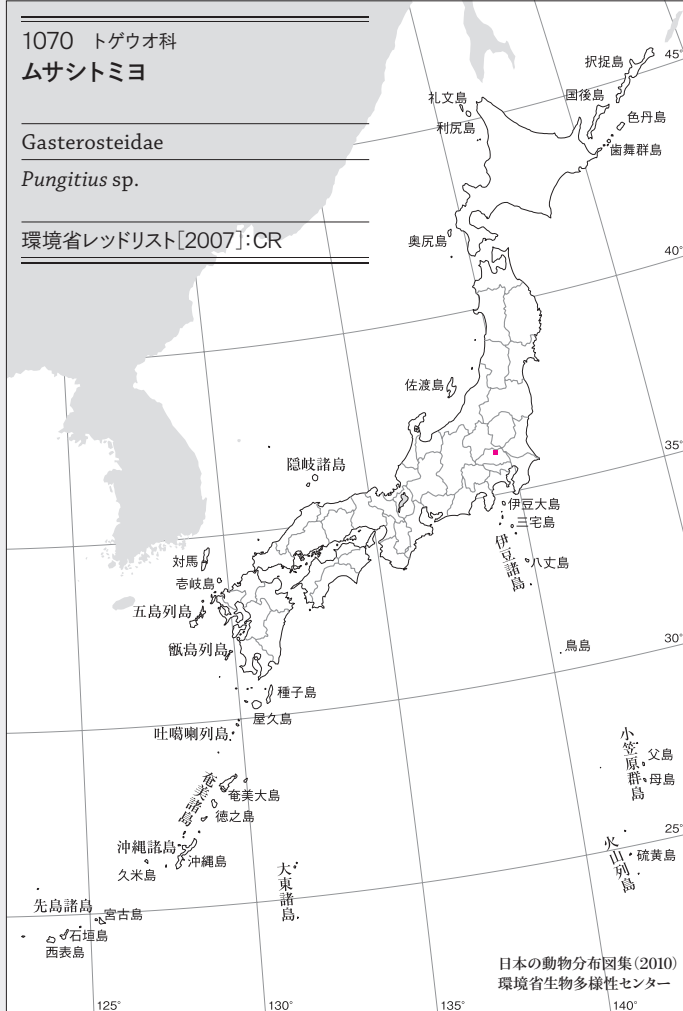 1070　トゲウオ科
ムサシトミヨ
Gasterosteidae
Pungitius sp.
環境省レッドリスト[2007]：CR
45°
択捉島
国後島
礼文島
色丹島
利尻島
歯舞群島
奥尻島
40°
佐渡島
35°
隠岐諸島
伊豆大島
三宅島
伊豆諸島
対馬
八丈島
壱岐島
五島列島
甑島列島
鳥島
30°
種子島
屋久島
吐噶喇列島
小笠原群島
父島
母島
奄美諸島
奄美大島
徳之島
25°
沖縄諸島
沖縄島
久米島
火山列島
硫黄島
大東諸島
先島諸島
宮古島
石垣島
西表島
日本の動物分布図集(2010)
環境省生物多様性センター
125°
130°
135°
140°